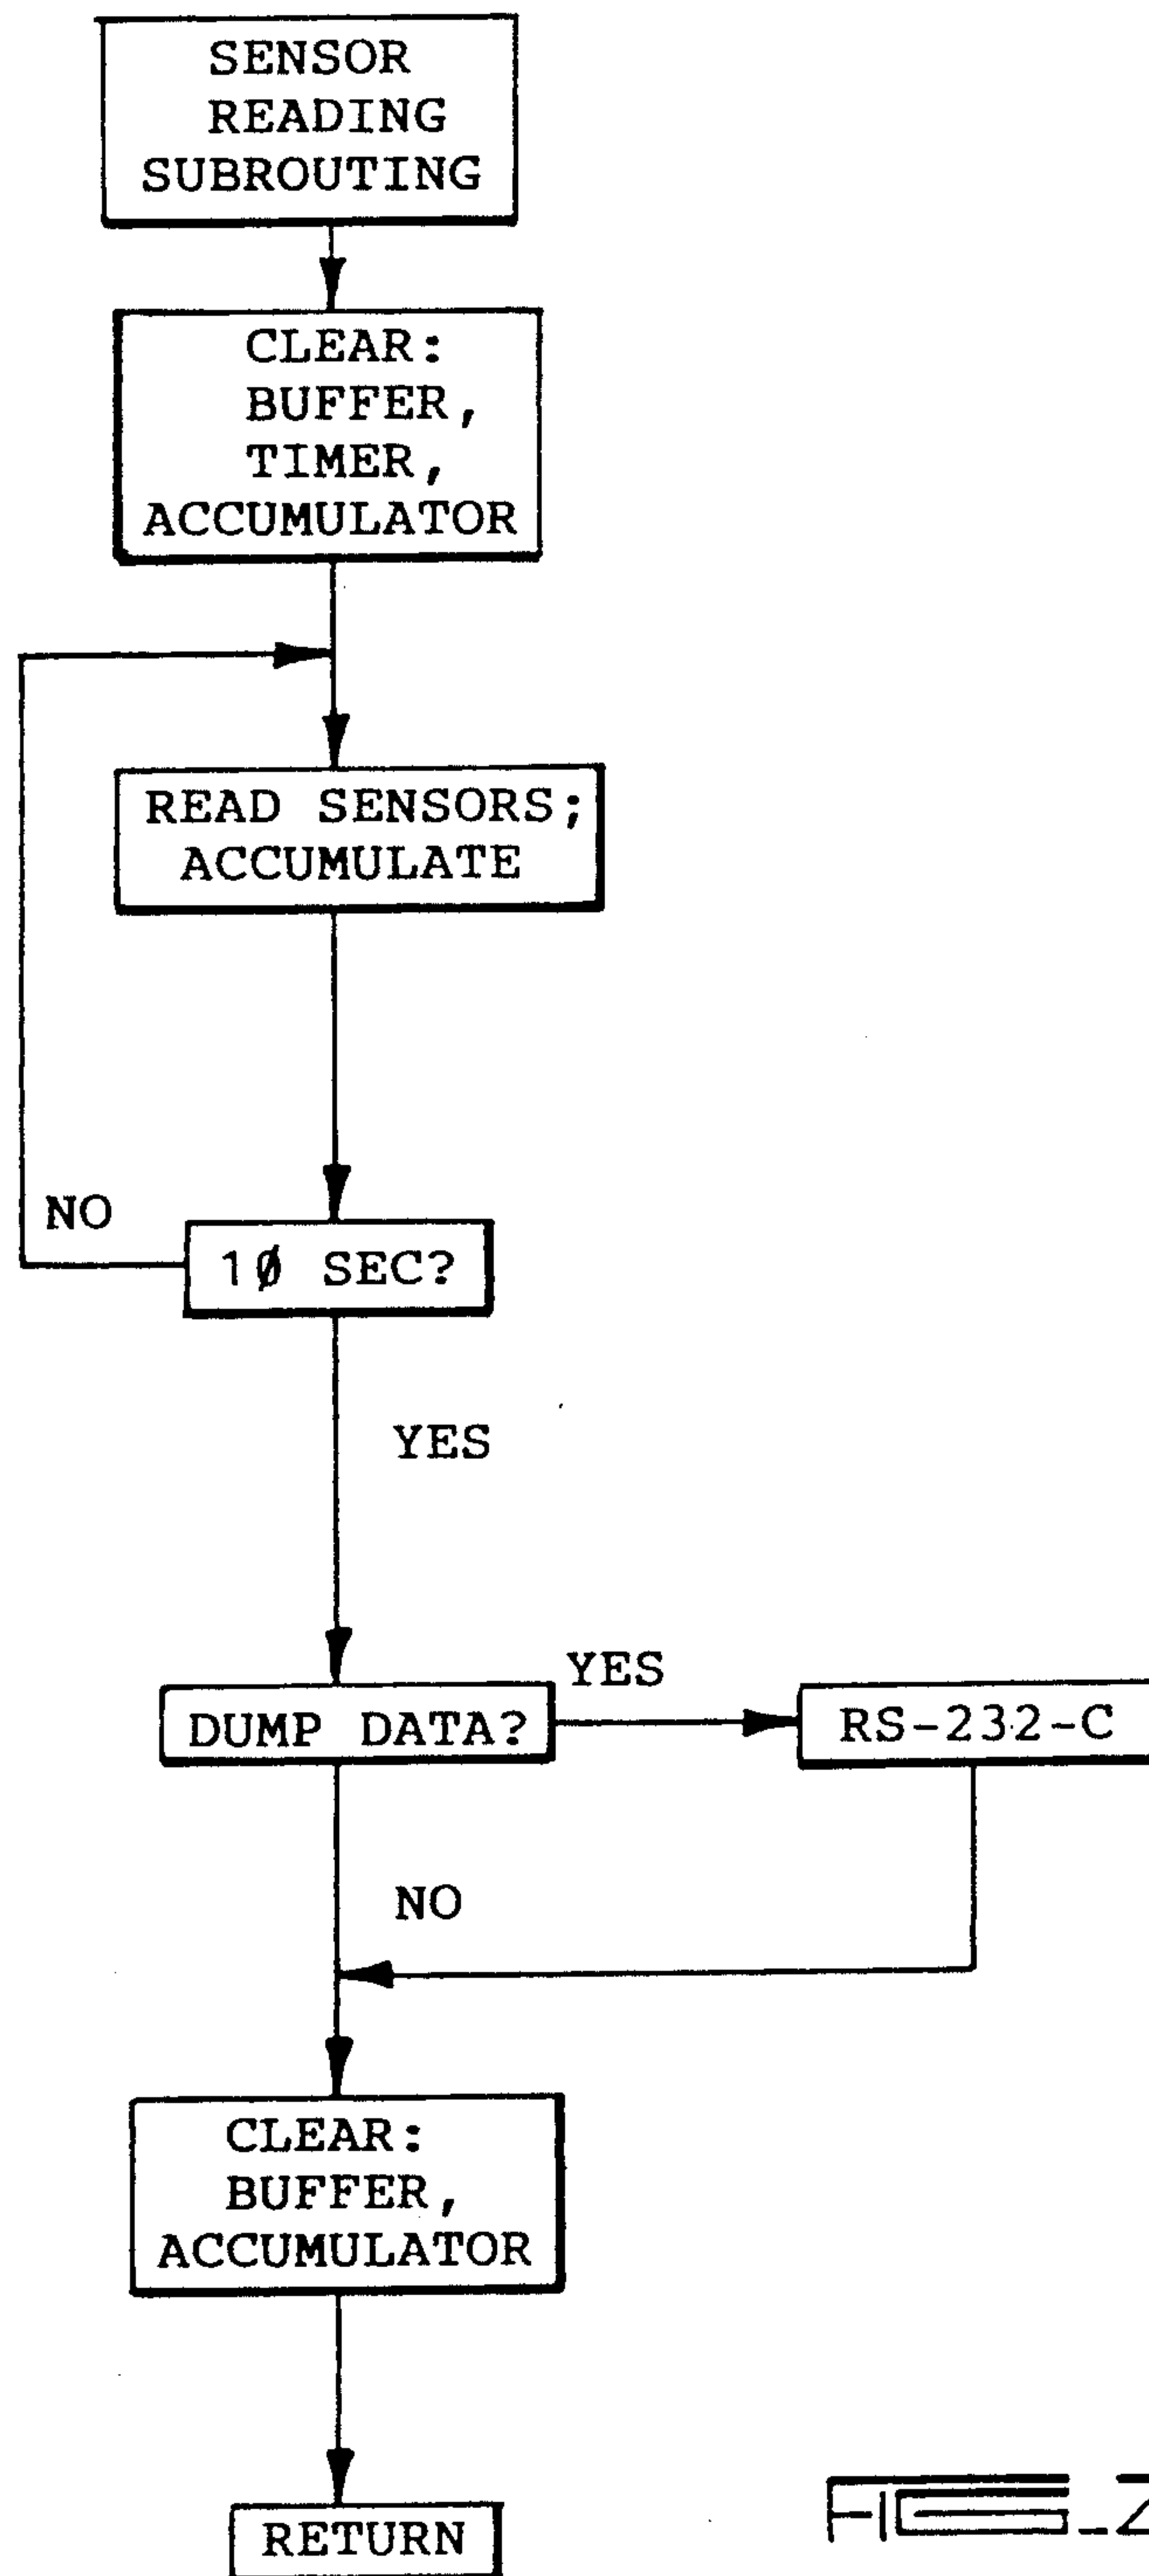 SENSOR
READING
SUBROUTING
CLEAR:
BUFFER,
TIMER,
ACCUMULATOR
READ SENSORS;
ACCUMULATE
NO
1Ø SEC?
YES
DUMP DATA?
YES
RS-232-C
NO
CLEAR:
BUFFER,
ACCUMULATOR
RETURN